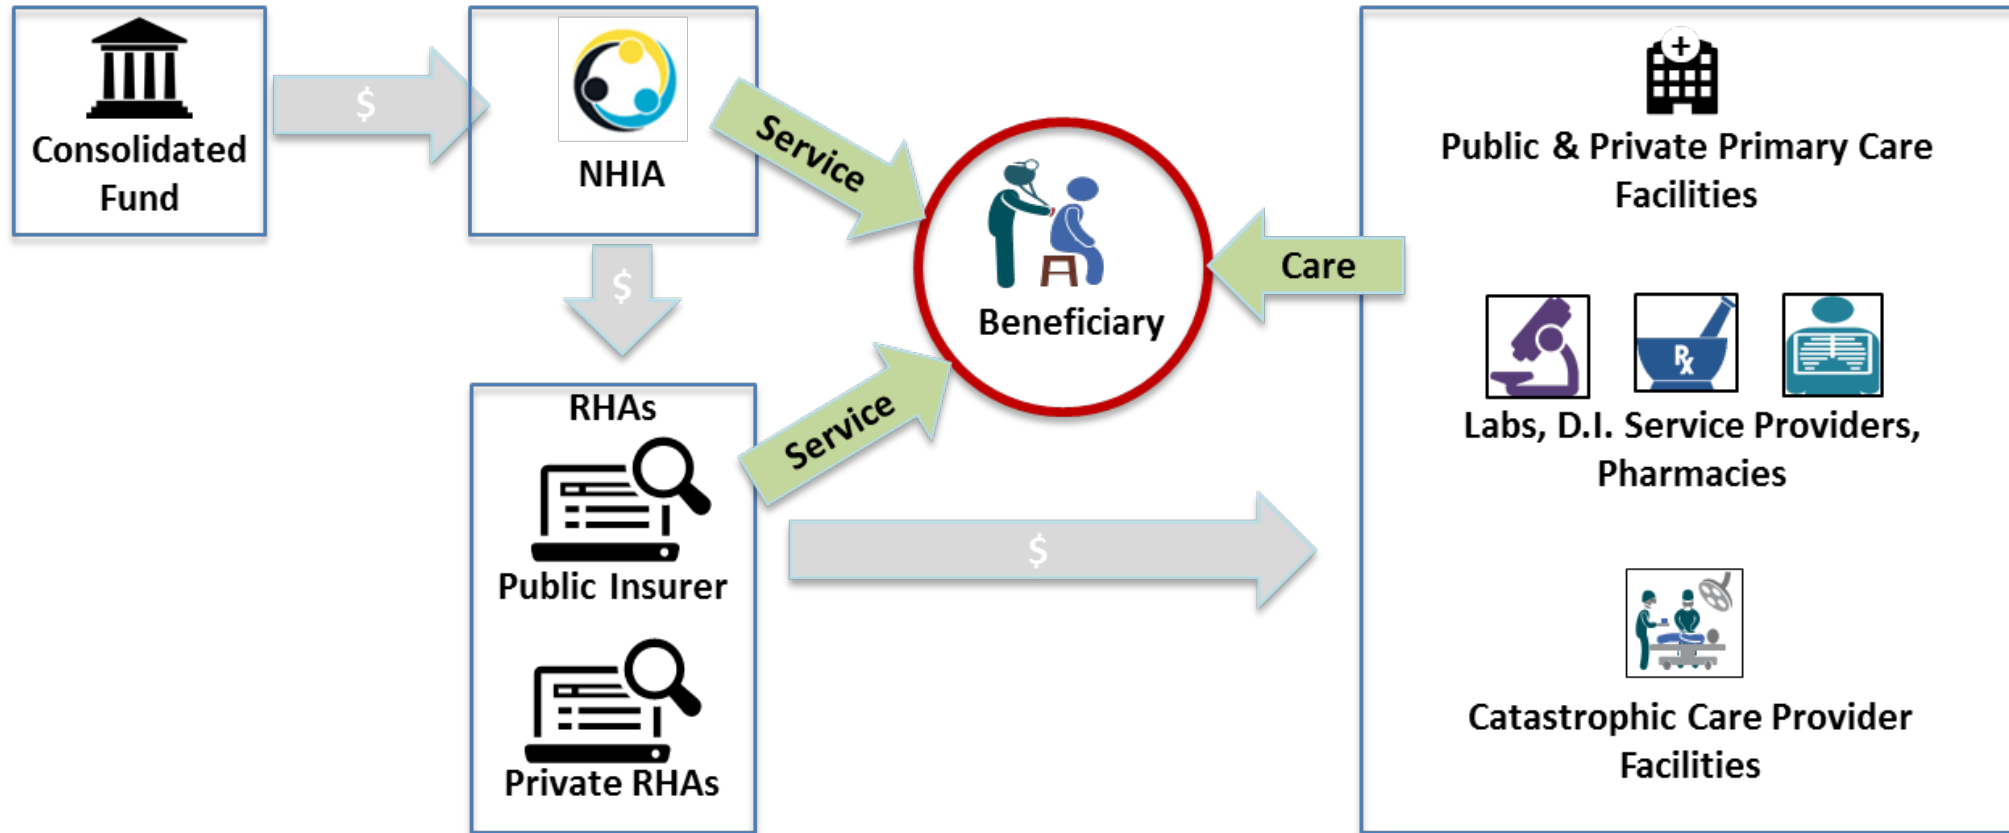 Consolidated
Fund
$
NHIA
$
Service
Beneficiary
Service
RHAs
Public Insurer
Private RHAs
$
Care
+
Public & Private Primary Care
Facilities
Rx
Labs, D.I. Service Providers,
Pharmacies
Catastrophic Care Provider
Facilities